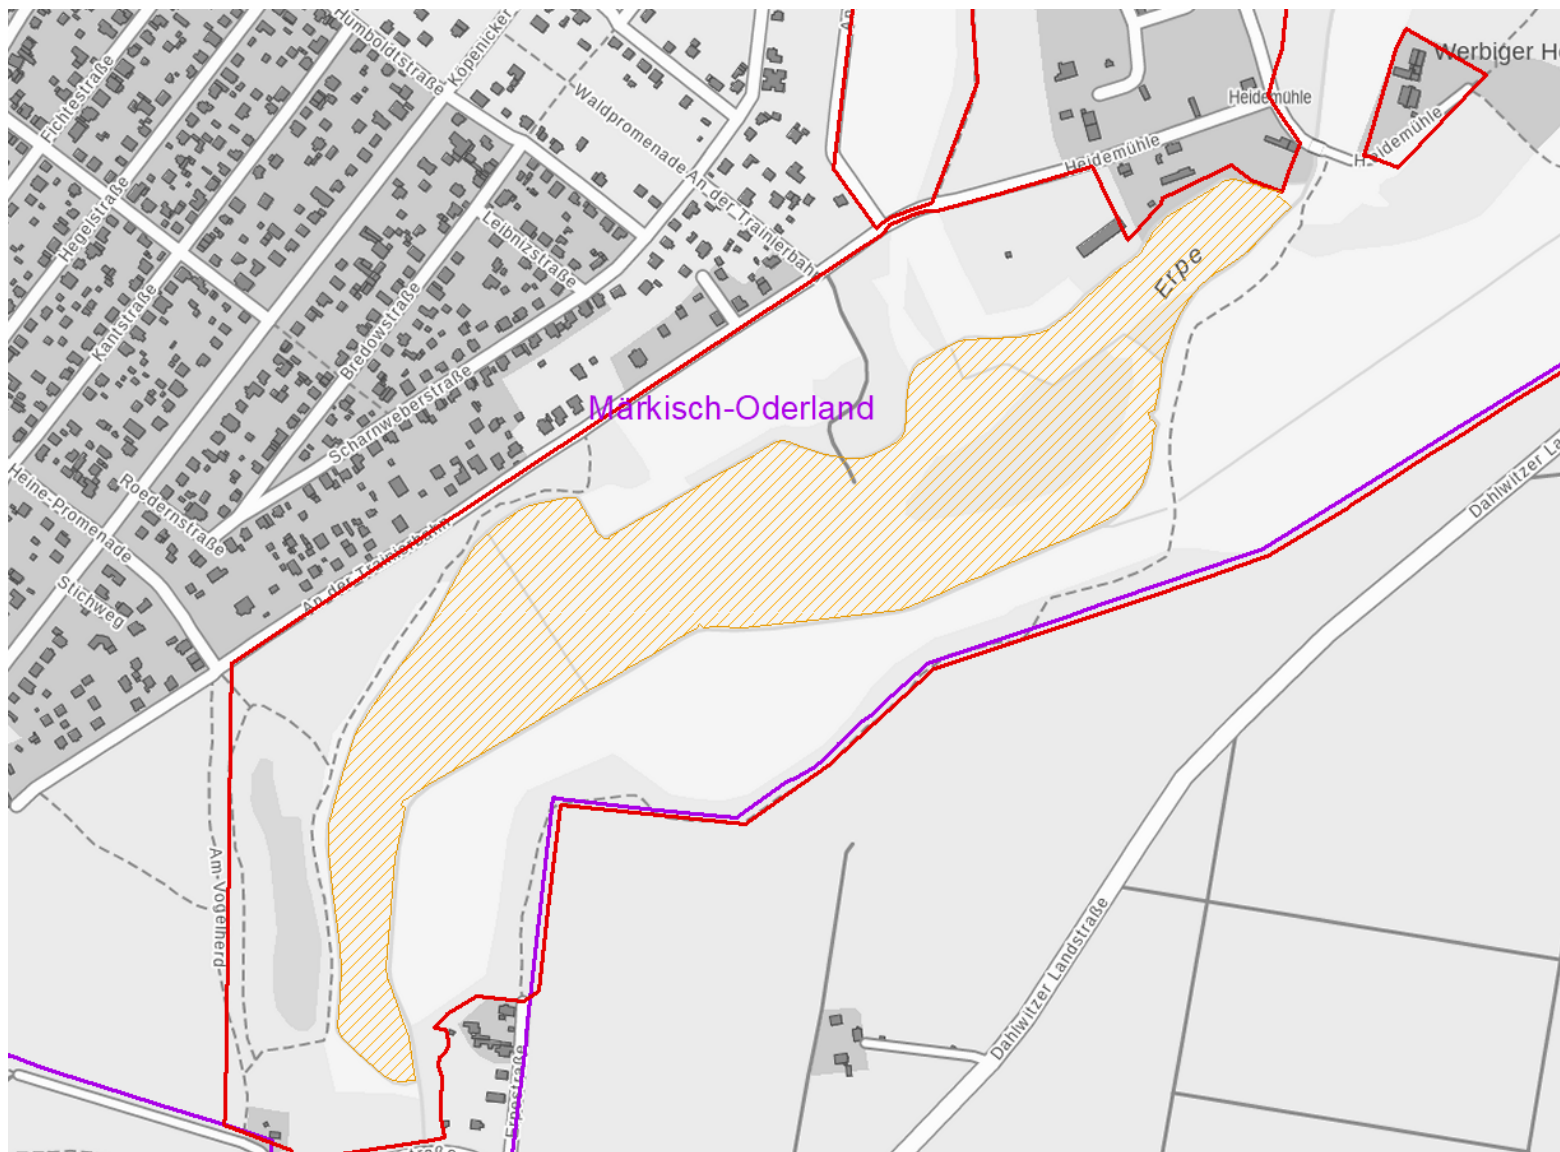 Humboldtstraße
Köpenicker
An
Werbiger He
Fichtestraße
Waldpromenade
Heidemühle
Heidemühle
Heidemühle
Hegelstraße
An der Trainierbahn
Leibnizstraße
Erpe
Kantstraße
Bredowstraße
Märkisch-Oderland
Scharnweberstraße
Heine-Promenade
Roedernstraße
Dahlwitzer La
Stichweg
An der Trainierbahn
Am Vogelherd
Dahlwitzer Landstraße
Erpestraße